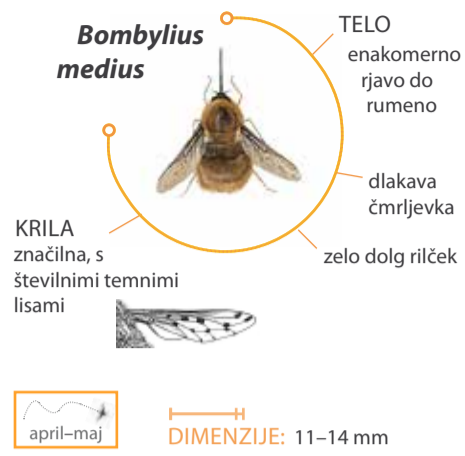 Bombylius
medius
TELO
enakomerno
rjavo do
rumeno
dlakava
čmrljevka
zelo dolg rilček
KRILA
značilna, s
številnimi temnimi
lisami
april–maj
DIMENZIJE: 11–14 mm